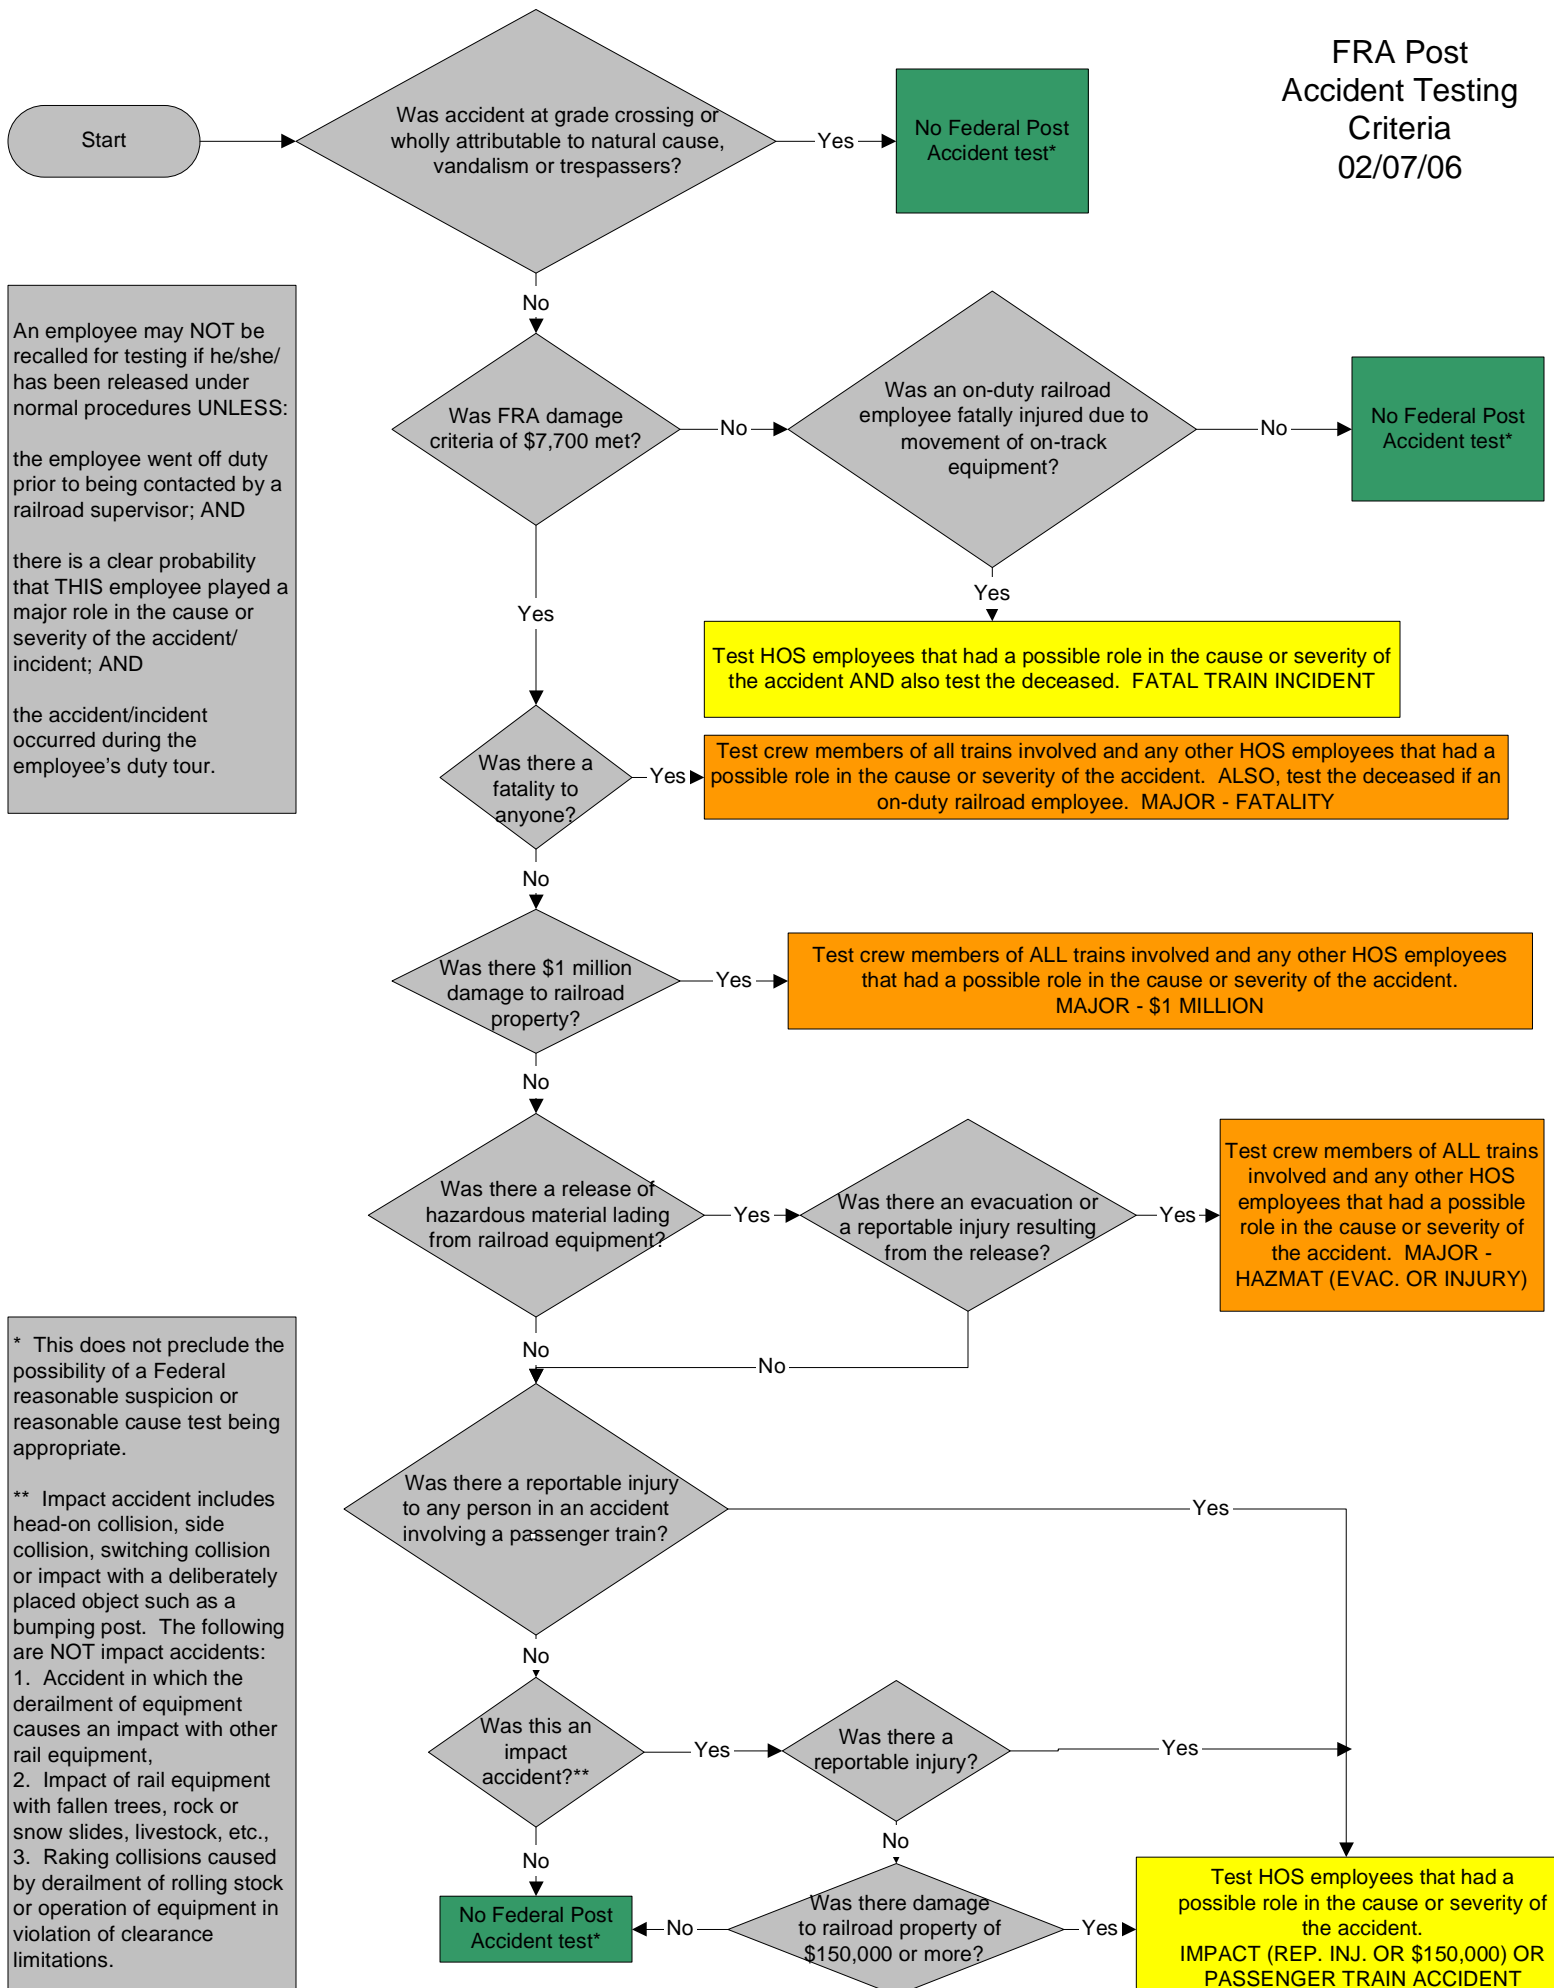 FRA Post
Accident Testing
Criteria
02/07/06
Start
Was accident at grade crossing or
wholly attributable to natural cause,
vandalism or trespassers?
Yes
No Federal Post
Accident test*
No
An employee may NOT be
recalled for testing if he/she/
has been released under
normal procedures UNLESS:
the employee went off duty
prior to being contacted by a
railroad supervisor; AND
there is a clear probability
that THIS employee played a
major role in the cause or
severity of the accident/
incident; AND
the accident/incident
occurred during the
employee's duty tour.
Was FRA damage
criteria of $7,700 met?
No
Was an on-duty railroad
employee fatally injured due to
movement of on-track
equipment?
No
No Federal Post
Accident test*
Yes
Yes
Test HOS employees that had a possible role in the cause or severity of
the accident AND also test the deceased.  FATAL TRAIN INCIDENT
Was there a
fatality to
anyone?
Yes
Test crew members of all trains involved and any other HOS employees that had a
possible role in the cause or severity of the accident.  ALSO, test the deceased if an
on-duty railroad employee.  MAJOR - FATALITY
No
Was there $1 million
damage to railroad
property?
Yes
Test crew members of ALL trains involved and any other HOS employees
that had a possible role in the cause or severity of the accident.
MAJOR - $1 MILLION
No
Was there a release of
hazardous material lading
from railroad equipment?
Yes
Was there an evacuation or
a reportable injury resulting
from the release?
Yes
Test crew members of ALL trains
involved and any other HOS
employees that had a possible
role in the cause or severity of
the accident.  MAJOR -
HAZMAT (EVAC. OR INJURY)
No
No
* This does not preclude the
possibility of a Federal
reasonable suspicion or
reasonable cause test being
appropriate.
** Impact accident includes
head-on collision, side
collision, switching collision
or impact with a deliberately
placed object such as a
bumping post.  The following
are NOT impact accidents:
1.  Accident in which the
derailment of equipment
causes an impact with other
rail equipment,
2.  Impact of rail equipment
with fallen trees, rock or
snow slides, livestock, etc.,
3.  Raking collisions caused
by derailment of rolling stock
or operation of equipment in
violation of clearance
limitations.
Was there a reportable injury
to any person in an accident
involving a passenger train?
Yes
No
Was this an
impact
accident?**
Yes
Was there a
reportable injury?
Yes
No
No
No Federal Post
Accident test*
No
Was there damage
to railroad property of
$150,000 or more?
Yes
Test HOS employees that had a
possible role in the cause or severity of
the accident.
IMPACT (REP. INJ. OR $150,000) OR
PASSENGER TRAIN ACCIDENT